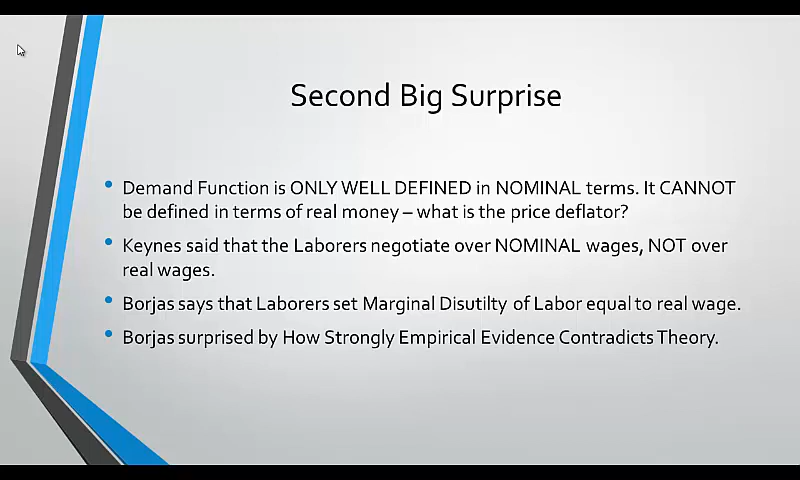 Second Big Surprise
Demand Function is ONLY WELL DEFINED in NOMINAL terms. It CANNOT
be defined in terms of real money – what is the price deflator?
Keynes said that the Laborers negotiate over NOMINAL wages, NOT over
real wages.
Borjas says that Laborers set Marginal Disutilty of Labor equal to real wage.
Borjas surprised by How Strongly Empirical Evidence Contradicts Theory.